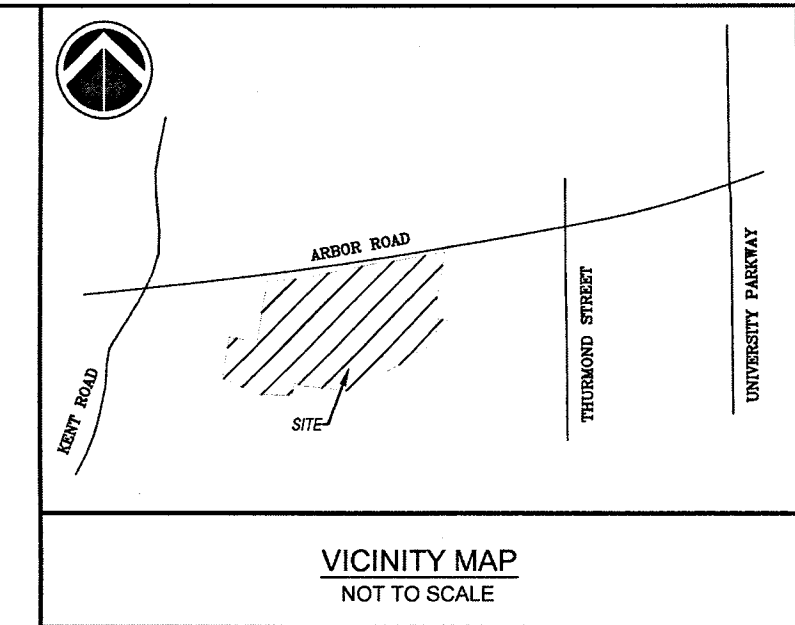 ARBOR ROAD
KENT ROAD
THURMOND STREET
UNIVERSITY PARKWAY
SITE
VICINITY MAP
NOT TO SCALE